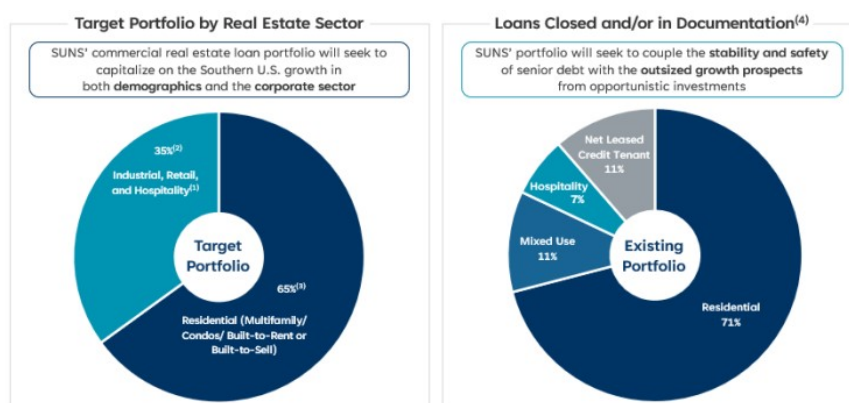 Target Portfolio by Real Estate Sector
SUNS' commercial real estate loan portfolio will seek to
capitalize on the Southern U.S. growth in
both demographics and the corporate sector
35%(2)
Industrial, Retail,
and Hospitality(1)
Target
Portfolio
65%(3)
Residential (Multifamily/
Condos/ Built-to-Rent or
Built-to-Sell)
Loans Closed and/or in Documentation(4)
SUNS' portfolio will seek to couple the stability and safety
of senior debt with the outsized growth prospects
from opportunistic investments
Net Leased
Credit Tenant
11%
Hospitality
7%
Mixed Use
11%
Existing
Portfolio
Residential
71%